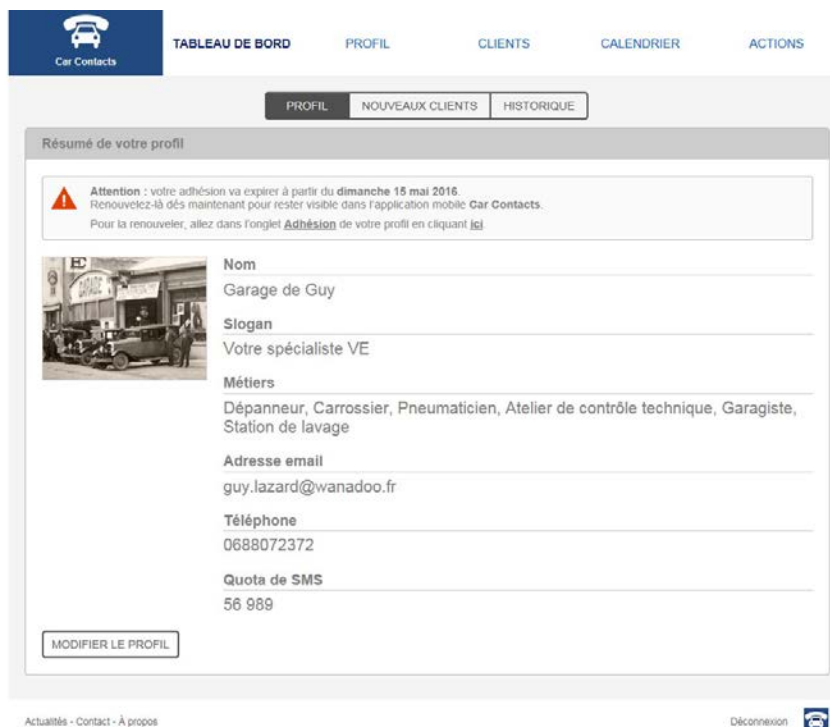 Car Contacts
TABLEAU DE BORD PROFIL CLIENTS CALENDRIER ACTIONS
PROFIL NOUVEAUX CLIENTS HISTORIQUE
Résumé de votre profil
Attention : votre adhésion va expirer à partir du dimanche 15 mai 2016.
Renouvelez-là dés maintenant pour rester visible dans l'application mobile Car Contacts.
Pour la renouveler, allez dans l'onglet Adhésion de votre profil en cliquant ici.
GARAGE
Nom
Garage de Guy
Slogan
Votre spécialiste VE
Métiers
Dépanneur, Carrossier, Pneumaticien, Atelier de contrôle technique, Garagiste,
Station de lavage
Adresse email
guy.lazard@wanadoo.fr
Téléphone
0688072372
Quota de SMS
56 989
MODIFIER LE PROFIL
Actualités - Contact - À propos
Déconnexion